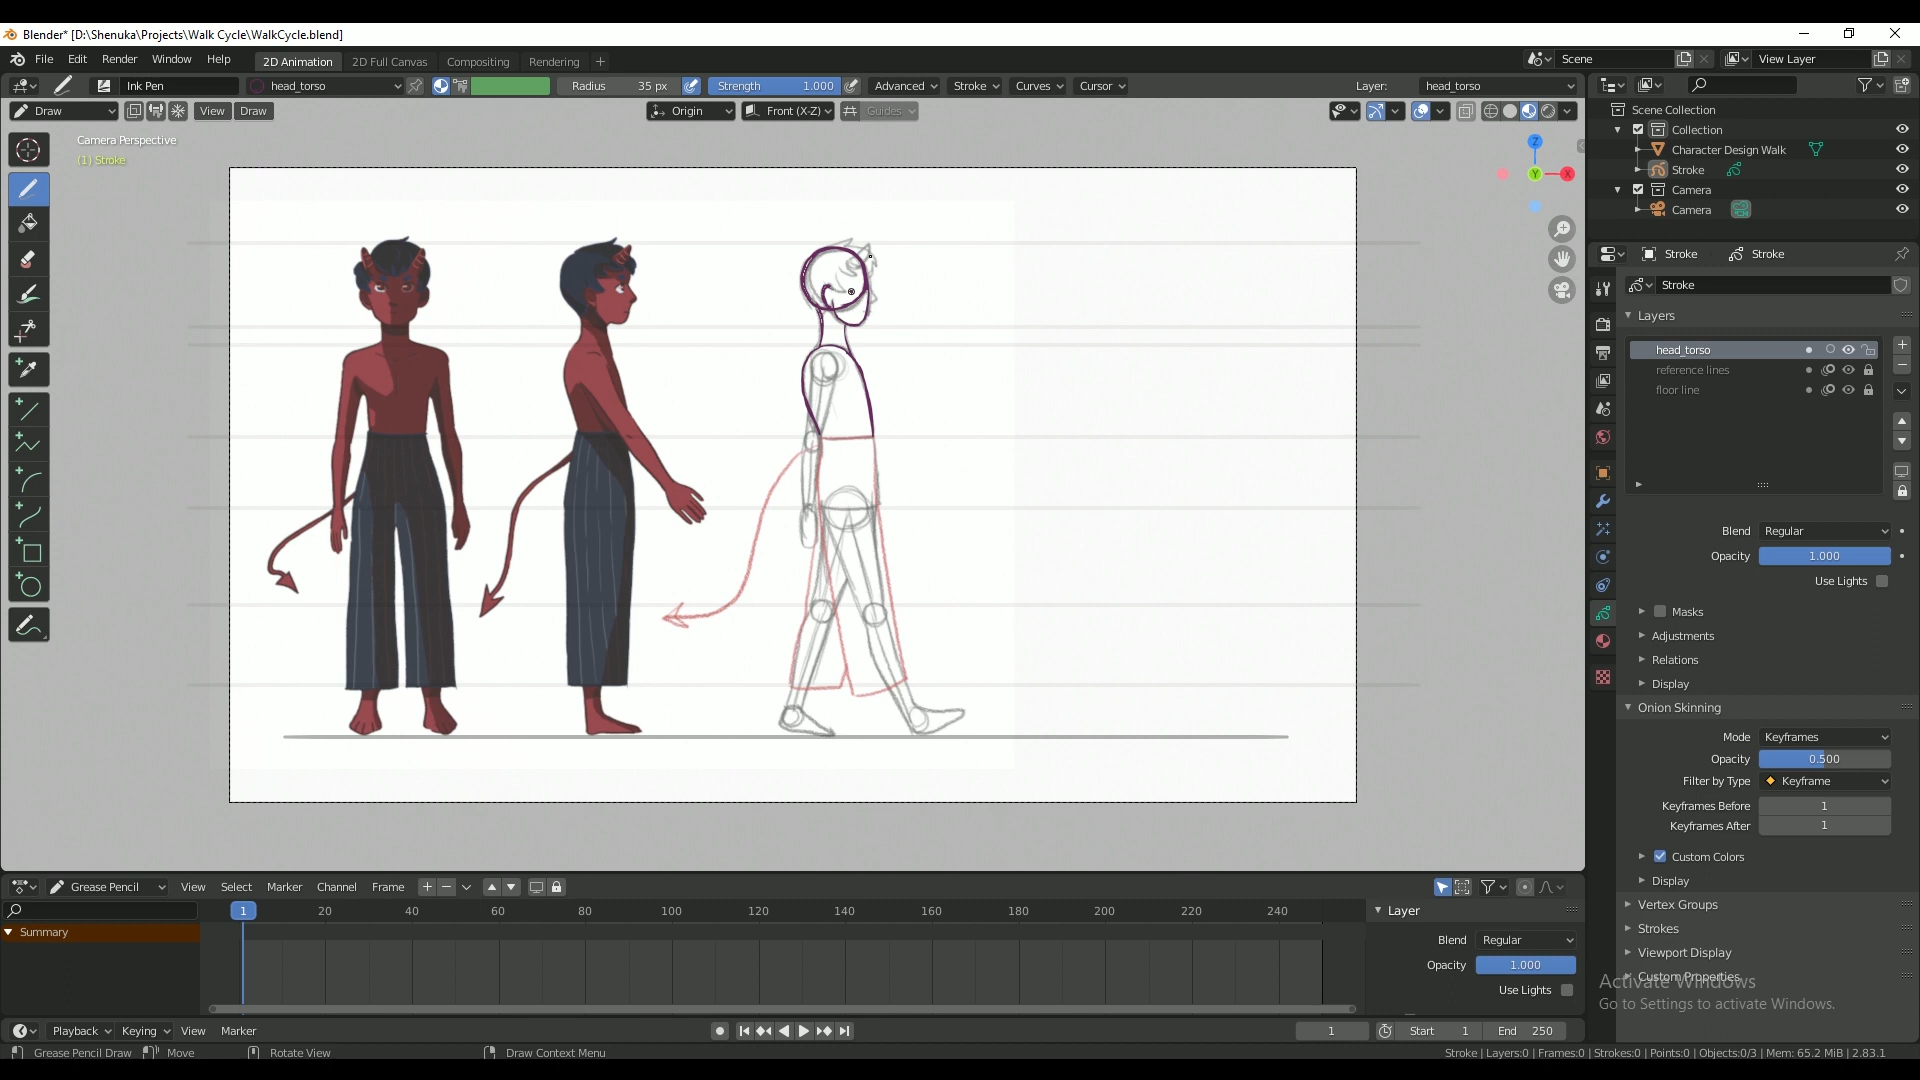 Blender* [D:\Shenuka\Projects\Walk Cycle\WalkCycle.blend]
File Edit Render Window Help 2D Animation 2D Full Canvas Compositing Rendering + Scene View Layer
Ink Pen head_torso Radius 35 px Strength 1.000 Advanced Stroke Curves Cursor Layer: head_torso
Draw View Draw Origin Front (X-Z) Guides
Camera Perspective
(1) Stroke
Z
Y
X
Scene Collection
Collection
Character Design Walk
Stroke
Camera
Camera
Stroke Stroke
Stroke
Layers
head_torso
reference lines
floor line
Blend Regular
Opacity 1.000
Use Lights
Masks
Adjustments
Relations
Display
Onion Skinning
Mode Keyframes
Opacity 0.500
Filter by Type Keyframe
Keyframes Before 1
Keyframes After 1
Custom Colors
Display
Vertex Groups
Strokes
Viewport Display
Custom Properties
Activate Windows
Go to Settings to activate Windows.
Grease Pencil View Select Marker Channel Frame
1 20 40 60 80 100 120 140 160 180 200 220 240
Summary
Layer
Blend Regular
Opacity 1.000
Use Lights
Playback Keying View Marker 1 Start 1 End 250
Grease Pencil Draw Move Rotate View Draw Context Menu Stroke | Layers:0 | Frames:0 | Strokes:0 | Points:0 | Objects:0/3 | Mem: 65.2 MiB | 2.83.1